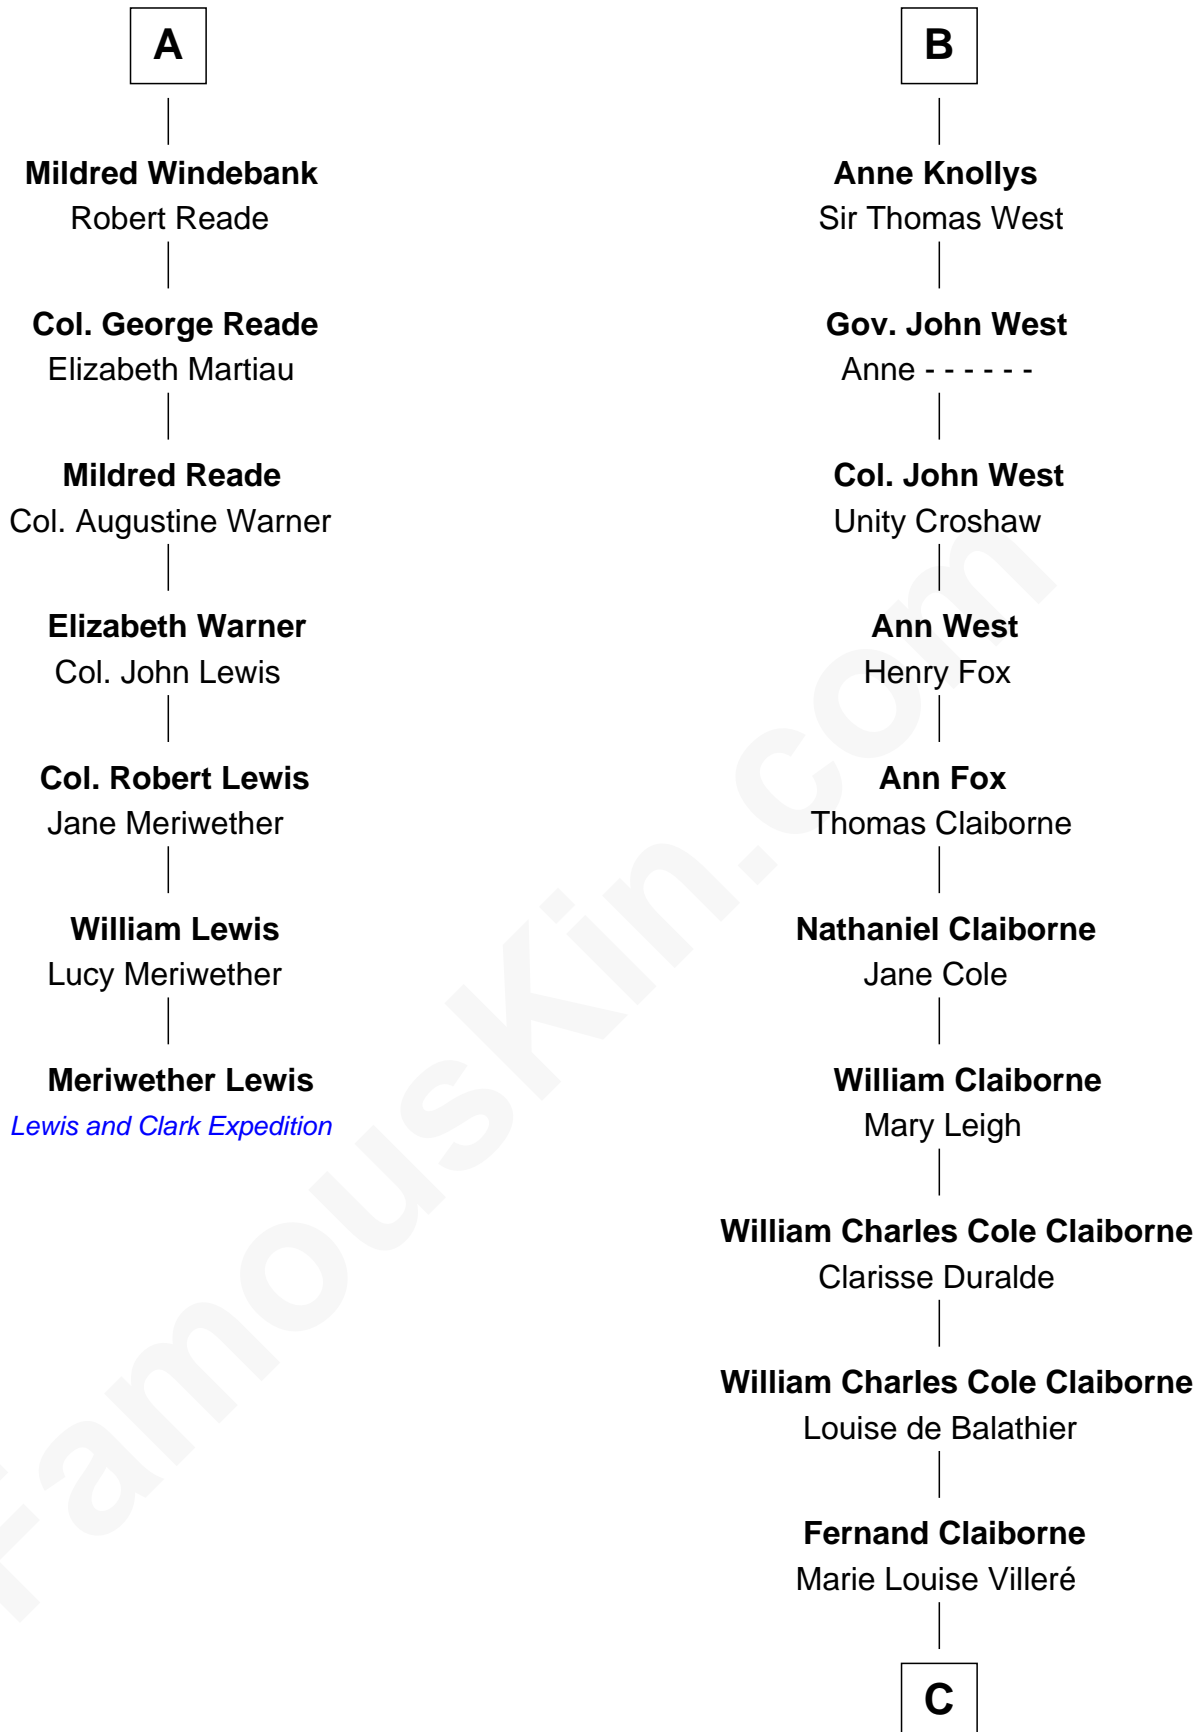 A
Mildred Windebank
Robert Reade
Col. George Reade
Elizabeth Martiau
Mildred Reade
Col. Augustine Warner
Elizabeth Warner
Col. John Lewis
Col. Robert Lewis
Jane Meriwether
William Lewis
Lucy Meriwether
Meriwether Lewis
Lewis and Clark Expedition
B
Anne Knollys
Sir Thomas West
Gov. John West
Anne - - - - - -
Col. John West
Unity Croshaw
Ann West
Henry Fox
Ann Fox
Thomas Claiborne
Nathaniel Claiborne
Jane Cole
William Claiborne
Mary Leigh
William Charles Cole Claiborne
Clarisse Duralde
William Charles Cole Claiborne
Louise de Balathier
Fernand Claiborne
Marie Louise Villeré
C
FamousKin.com